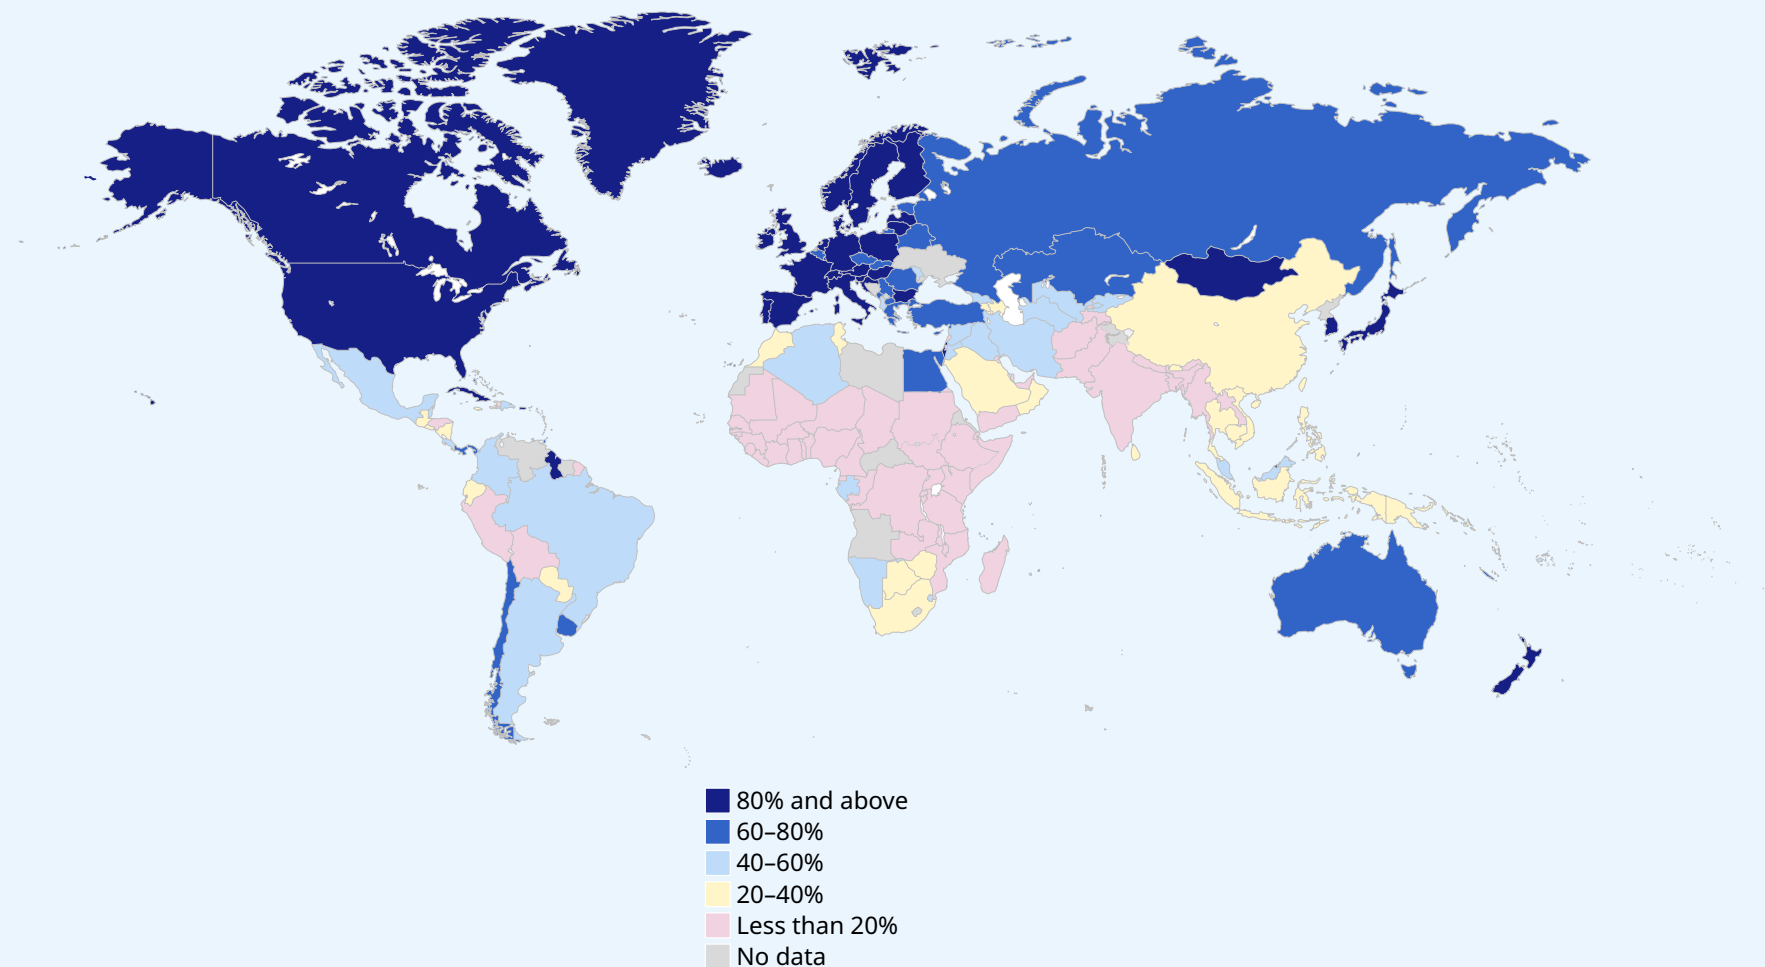 80% and above
60–80%
40–60%
20–40%
Less than 20%
No data